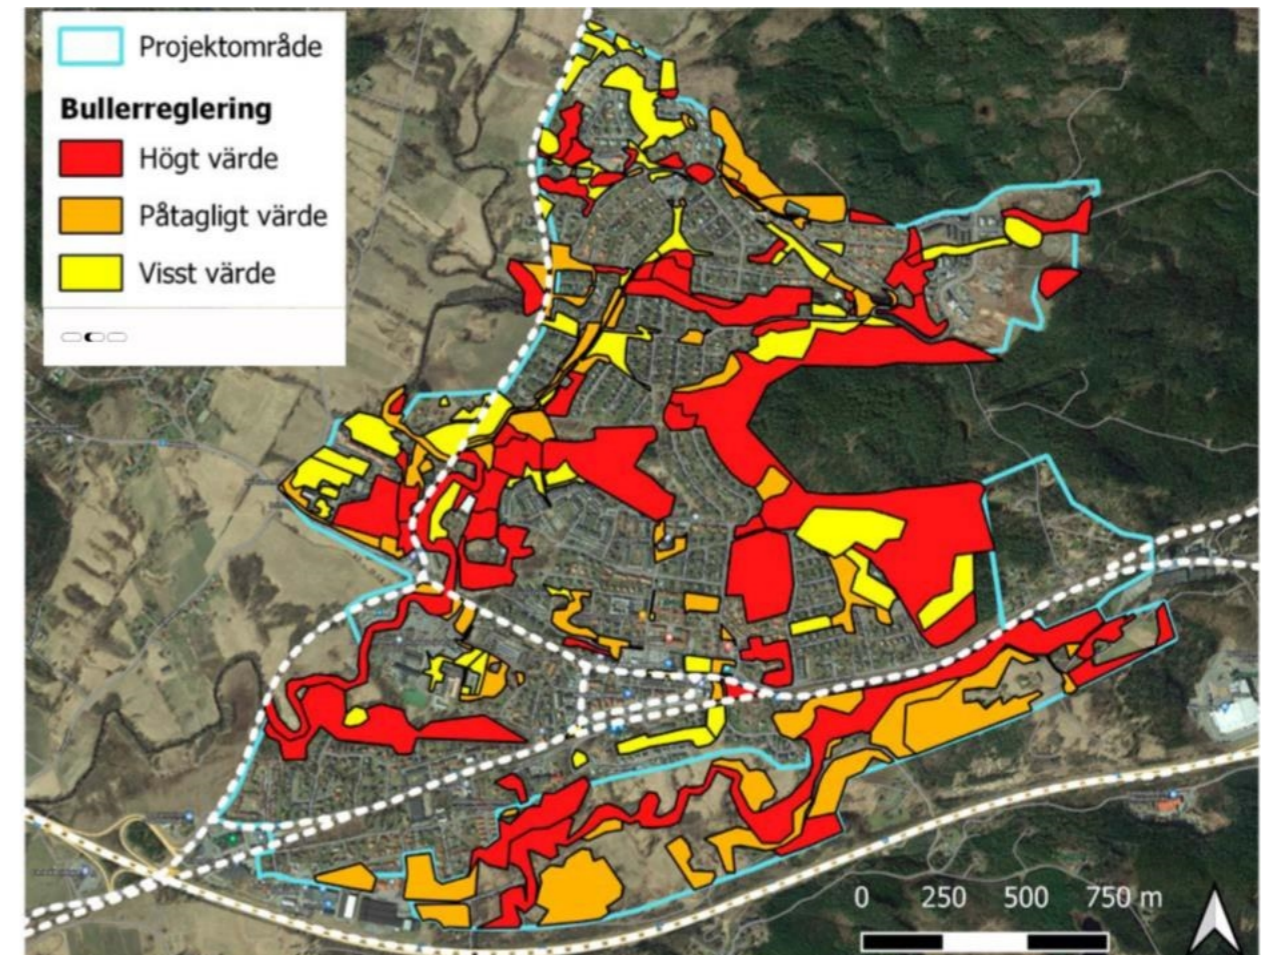 Projektområde
Bullerreglering
Högt värde
Påtagligt värde
Visst värde
0 250 500 750 m